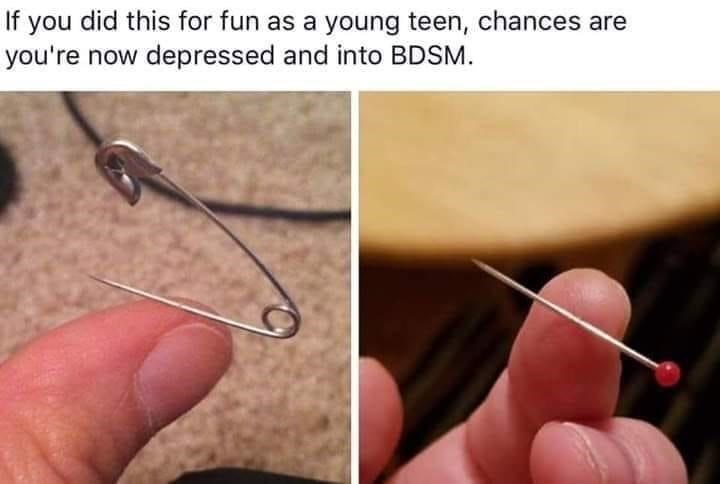 If you did this for fun as a young teen, chances are
you're now depressed and into BDSM.